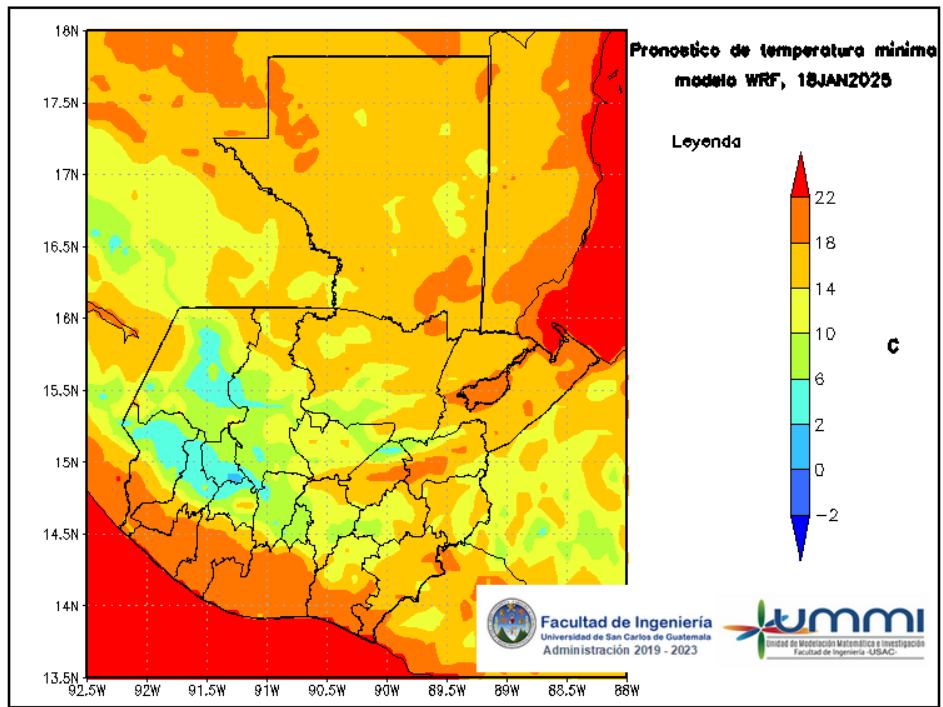 Pronostico de temperatura minima
modelo WRF, 18JAN2025
Leyenda
22
18
14
10
6
2
0
-2
C
18N
17.5N
17N
16.5N
16N
15.5N
15N
14.5N
14N
13.5N
92.5W 92W 91.5W 91W 90.5W 90W 89.5W 89W 88.5W 88W
Facultad de Ingeniería
Universidad de San Carlos de Guatemala
Administración 2019 - 2023
ummi
Unidad de Modelación Matemática e Investigación
Facultad de Ingeniería -USAC-